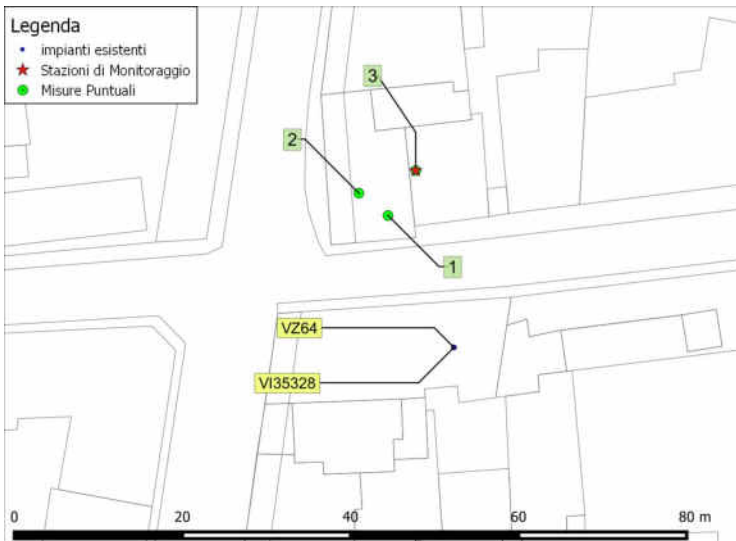 Legenda
impianti esistenti
Stazioni di Monitoraggio
Misure Puntuali
3
2
1
VZ64
VI35328
0 20 40 60 80 m